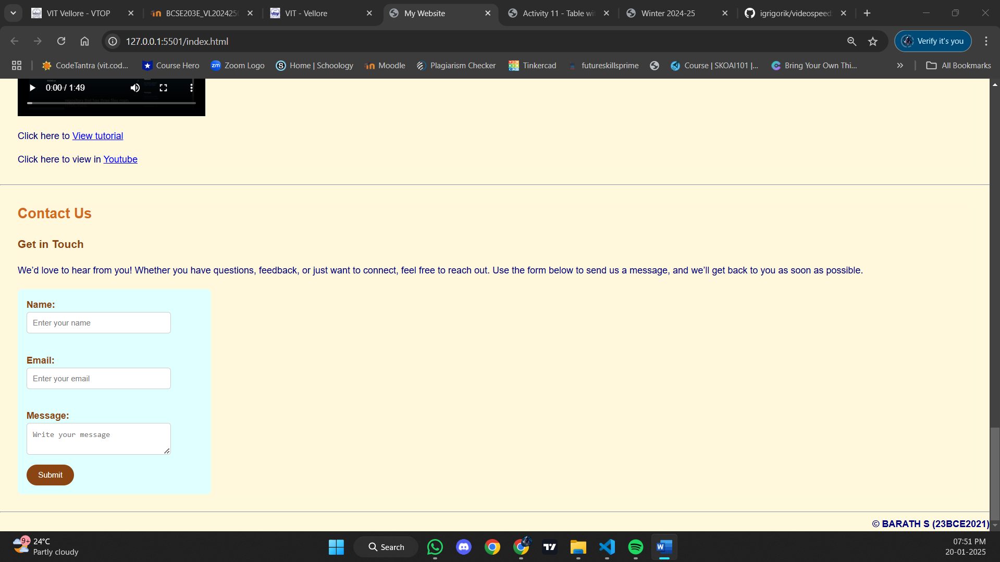 VIT Vellore - VTOP
BCSE203E_VL202425
VIT - Vellore
My Website
Activity 11 - Table wi
Winter 2024-25
igrigorik/videospeed
127.0.0.1:5501/index.html
Verify it's you
CodeTantra (vit.cod...
Course Hero
Zoom Logo
Home | Schoology
Moodle
Plagiarism Checker
Tinkercad
futureskillsprime
Course | SKOAI101 |...
Bring Your Own Thi...
All Bookmarks
0:00 / 1:49
Click here to View tutorial
Click here to view in Youtube
Contact Us
Get in Touch
We’d love to hear from you! Whether you have questions, feedback, or just want to connect, feel free to reach out. Use the form below to send us a message, and we’ll get back to you as soon as possible.
Name:
Enter your name
Email:
Enter your email
Message:
Write your message
Submit
© BARATH S (23BCE2021)
9+
24°C
Partly cloudy
Search
07:51 PM
20-01-2025